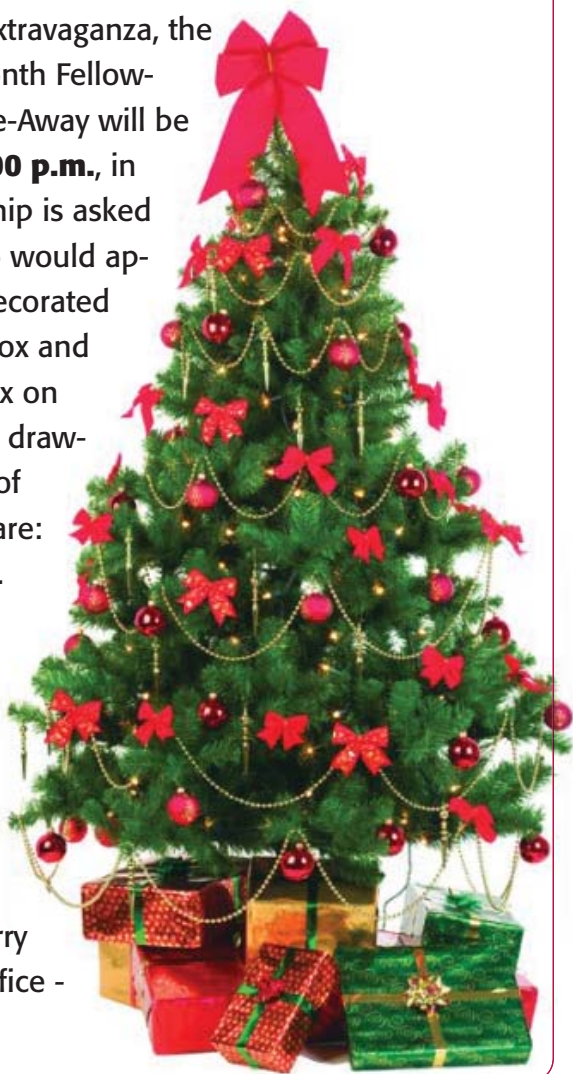 xtravaganza, the
onth Fellow-
e-Away will be
00 p.m., in
hip is asked
would ap-
ecorated
ox and
x on
draw-
of
are:
.
rry
fice -